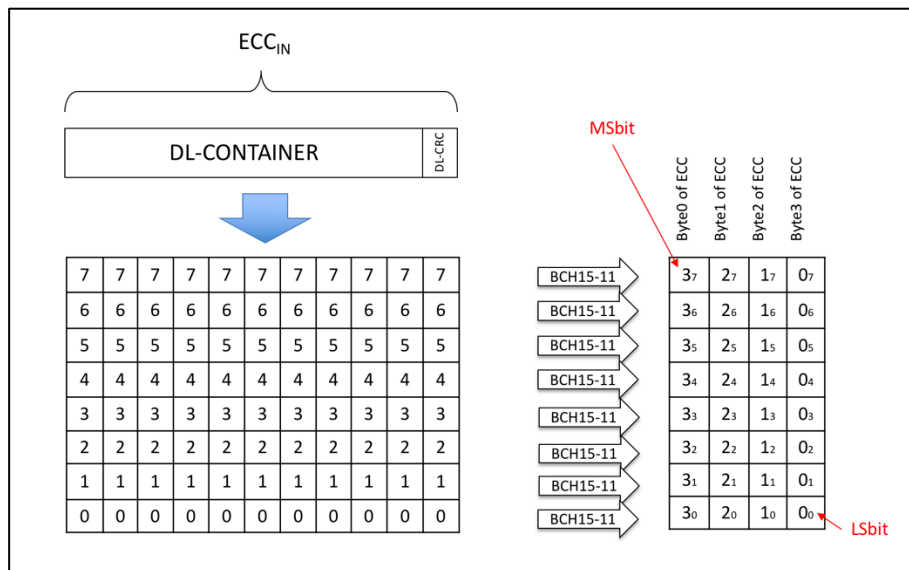 ECCIN
DL-CONTAINER
DL-CRC
MSbit
Byte0 of ECC
Byte1 of ECC
Byte2 of ECC
Byte3 of ECC
7 7 7 7 7 7 7 7 7 7 7
BCH15-11
37 27 17 07
6 6 6 6 6 6 6 6 6 6 6
BCH15-11
36 26 16 06
5 5 5 5 5 5 5 5 5 5 5
BCH15-11
35 25 15 05
4 4 4 4 4 4 4 4 4 4 4
BCH15-11
34 24 14 04
3 3 3 3 3 3 3 3 3 3 3
BCH15-11
33 23 13 03
2 2 2 2 2 2 2 2 2 2 2
BCH15-11
32 22 12 02
1 1 1 1 1 1 1 1 1 1 1
BCH15-11
31 21 11 01
0 0 0 0 0 0 0 0 0 0 0
BCH15-11
30 20 10 00
LSbit